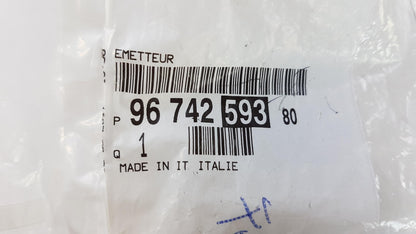 EMETTEUR
P 96 742 593 80
Q 1
MADE IN IT ITALIE